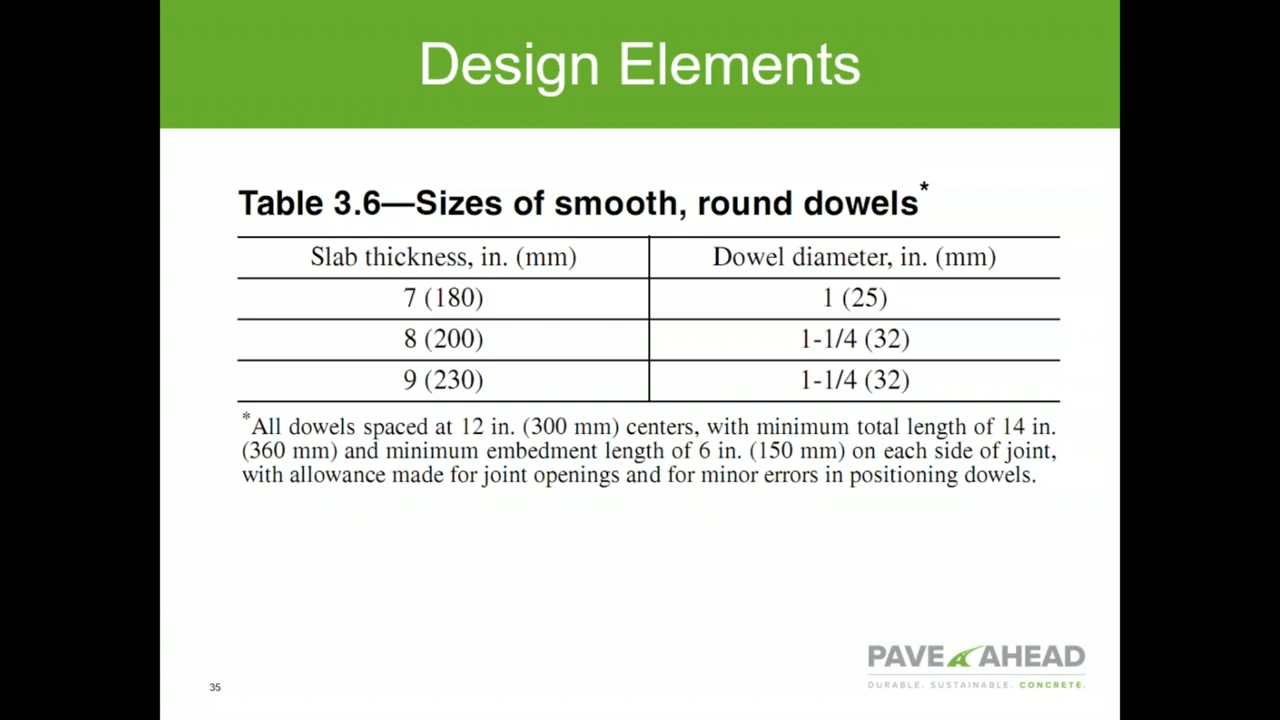 Design Elements
Table 3.6—Sizes of smooth, round dowels*
Slab thickness, in. (mm) Dowel diameter, in. (mm)
7 (180) 1 (25)
8 (200) 1-1/4 (32)
9 (230) 1-1/4 (32)
*All dowels spaced at 12 in. (300 mm) centers, with minimum total length of 14 in.
(360 mm) and minimum embedment length of 6 in. (150 mm) on each side of joint,
with allowance made for joint openings and for minor errors in positioning dowels.
PAVE AHEAD
DURABLE. SUSTAINABLE. CONCRETE.
35